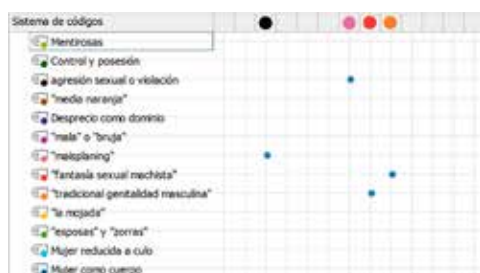 Sistema de códigos
Mentirosas
Control y posesión
agresión sexual o violación
"media naranja"
Desprecio como dominio
"mala" o "bruja"
"malsplaning"
"fantasía sexual machista"
"tradicional genitalidad masculina"
"la mojada"
"esposas" y "zorras"
Mujer reducida a culo
Mujer como cuerpo